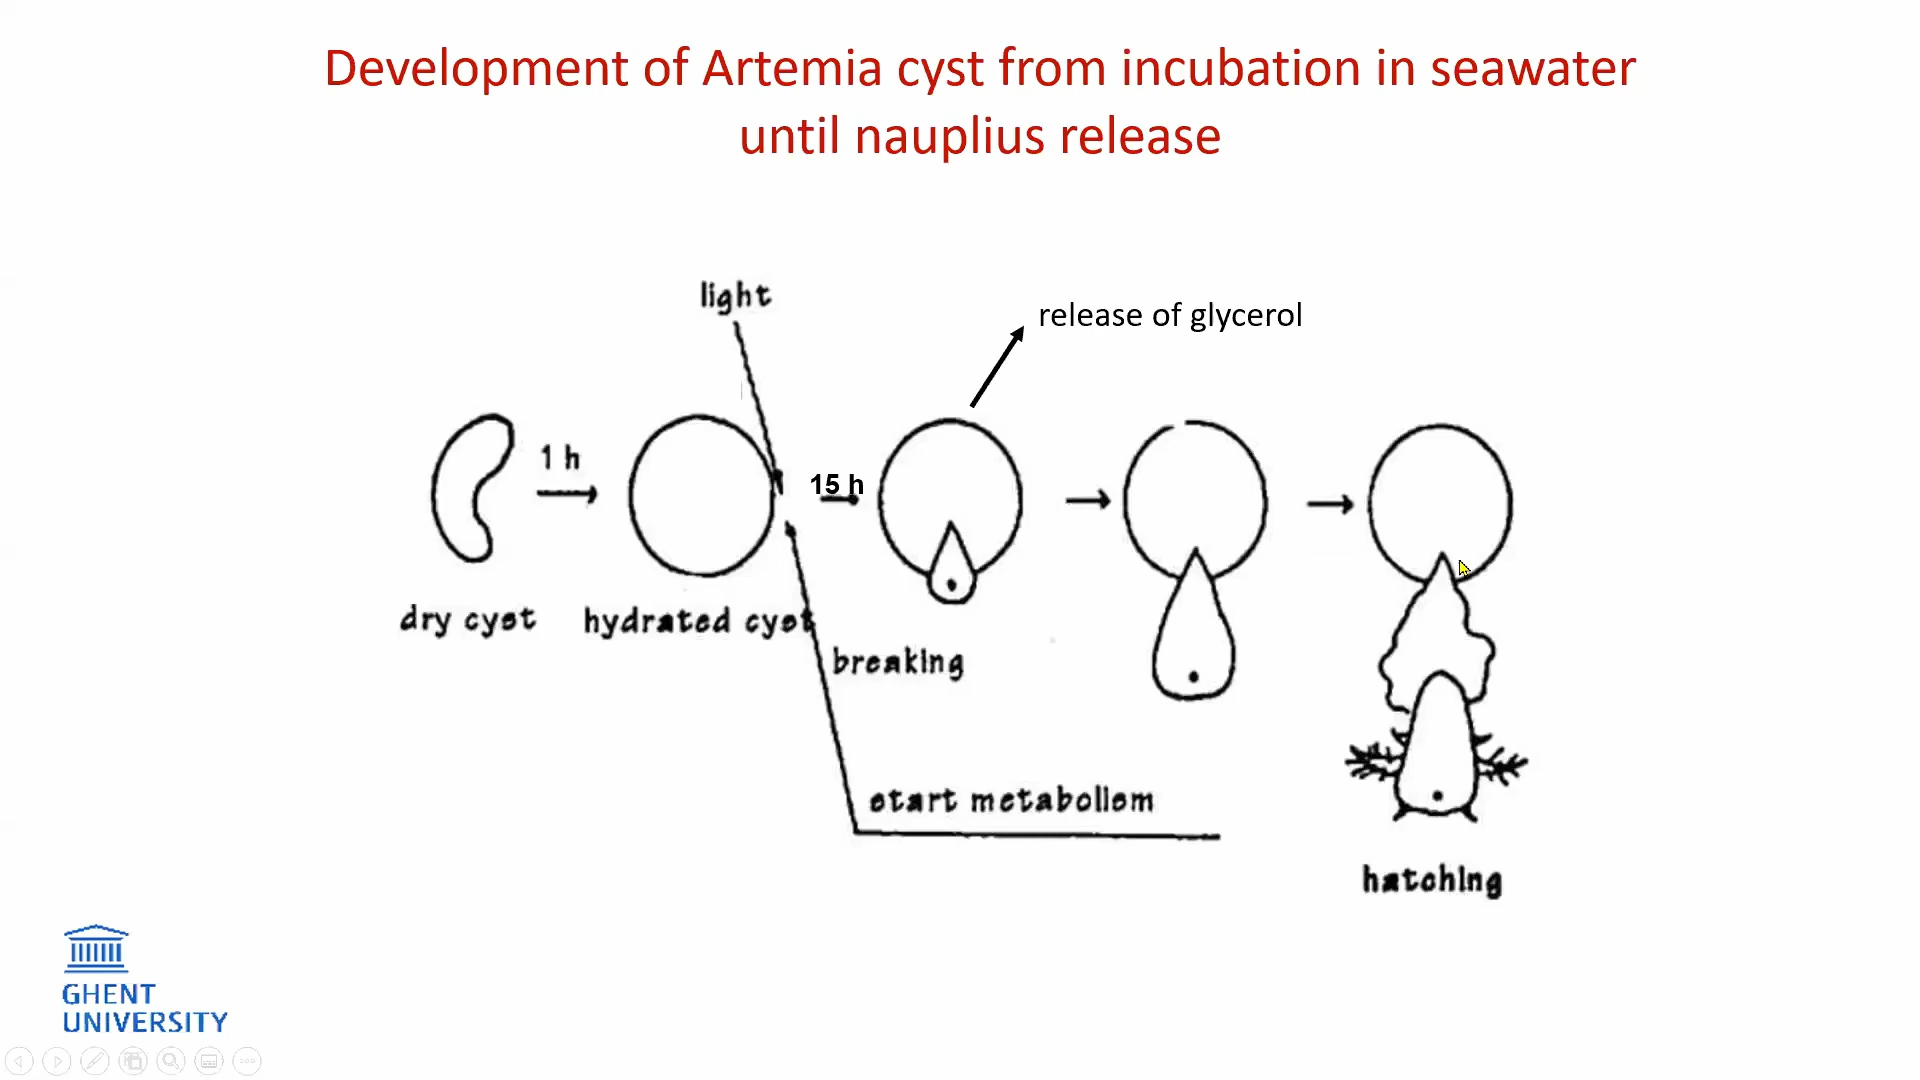 Development of Artemia cyst from incubation in seawater
until nauplius release
light
release of glycerol
1 h
15 h
dry cyst
hydrated cyst
breaking
start metabolism
hatching
GHENT
UNIVERSITY